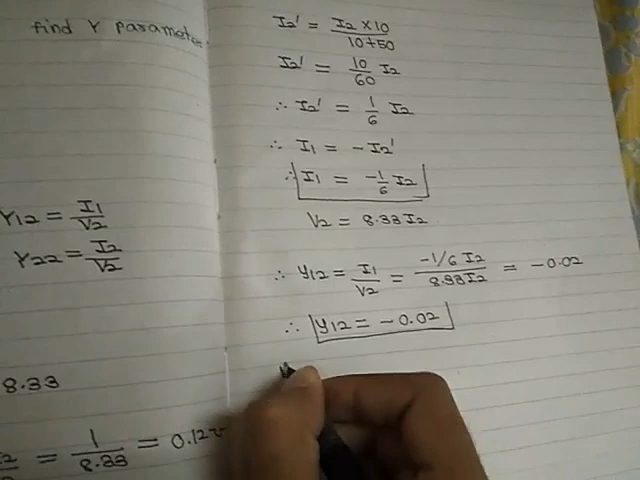 find Y parameter
Y12 = I1/V2
Y22 = I2/V2
8.33
= 1/8.33 = 0.12
I2' = I2 × 10/10+50
I2' = 10/60 I2
∴ I2' = 1/6 I2
∴ I1 = -I2'
∴ I1 = -1/6 I2
V2 = 8.33 I2
∴ Y12 = I1/V2 = -1/6 I2/8.33 I2 = -0.02
∴ Y12 = -0.02